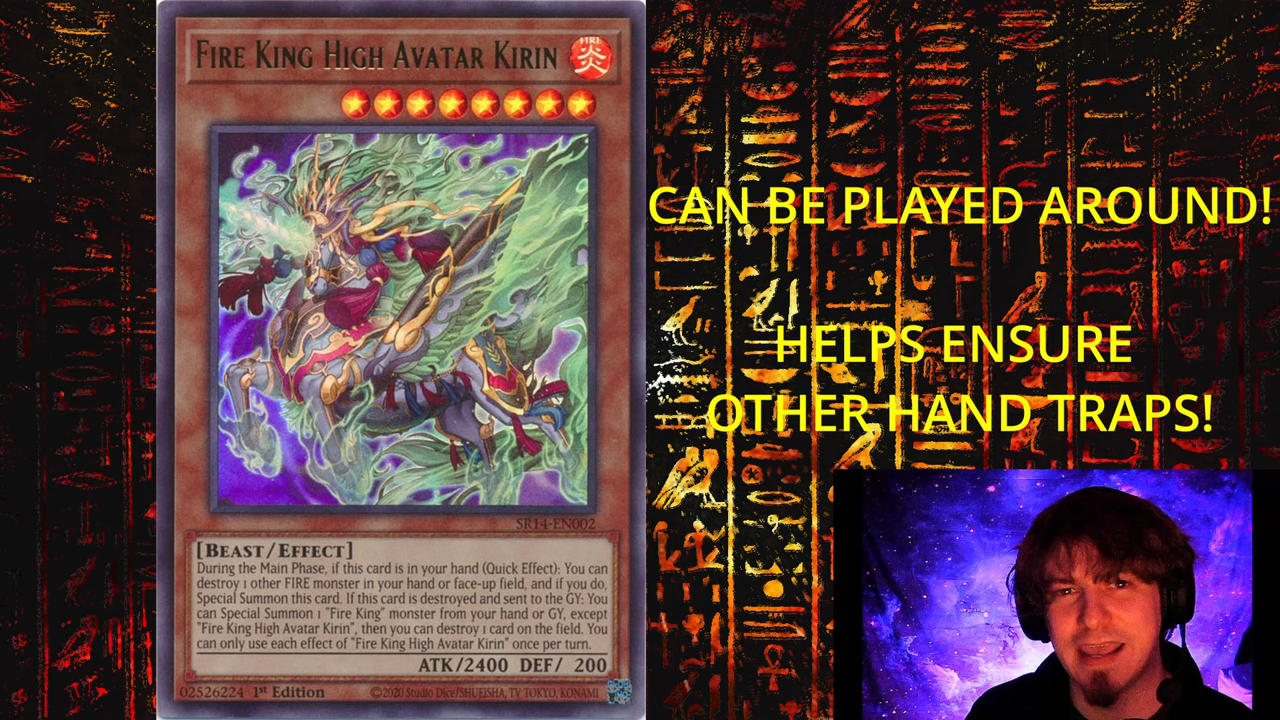 FIRE KING HIGH AVATAR KIRIN
FIRE
炎
[BEAST/EFFECT]
During the Main Phase, if this card is in your hand (Quick Effect): You can
destroy 1 other FIRE monster in your hand or face-up field, and if you do,
Special Summon this card. If this card is destroyed and sent to the GY: You
can Special Summon 1 "Fire King" monster from your hand or GY, except
"Fire King High Avatar Kirin", then you can destroy 1 card on the field. You
can only use each effect of "Fire King High Avatar Kirin" once per turn.
ATK/2400 DEF/ 200
SR14-EN002
02526224 1st Edition ©2020 Studio Dice/SHUEISHA, TV TOKYO, KONAMI
CAN BE PLAYED AROUND!
HELPS ENSURE
OTHER HAND TRAPS!